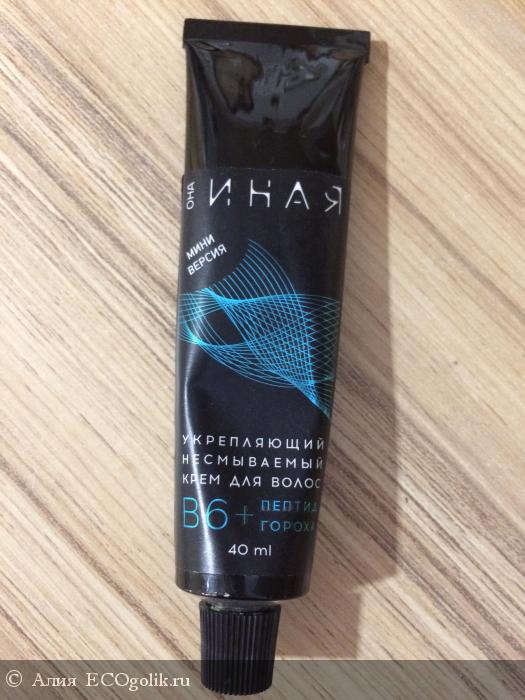 ОНА
ИНАЯ
МИНИ
ВЕРСИЯ
УКРЕПЛЯЮЩИЙ
НЕСМЫВАЕМЫЙ
КРЕМ ДЛЯ ВОЛОС
B6+ ПЕПТИД
ГОРОХА
40 ml
© Алия ECOgolik.ru